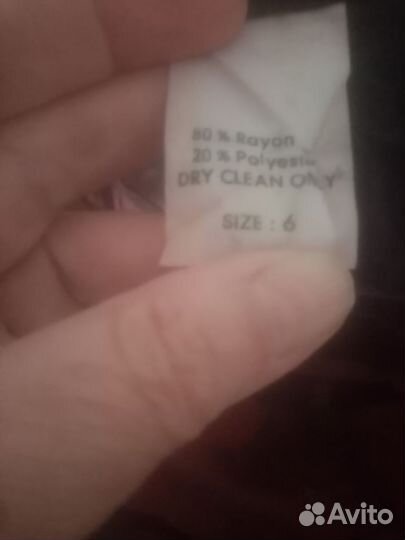 80 % Rayon
20 % Polyester
DRY CLEAN ONLY
SIZE : 6
Avito